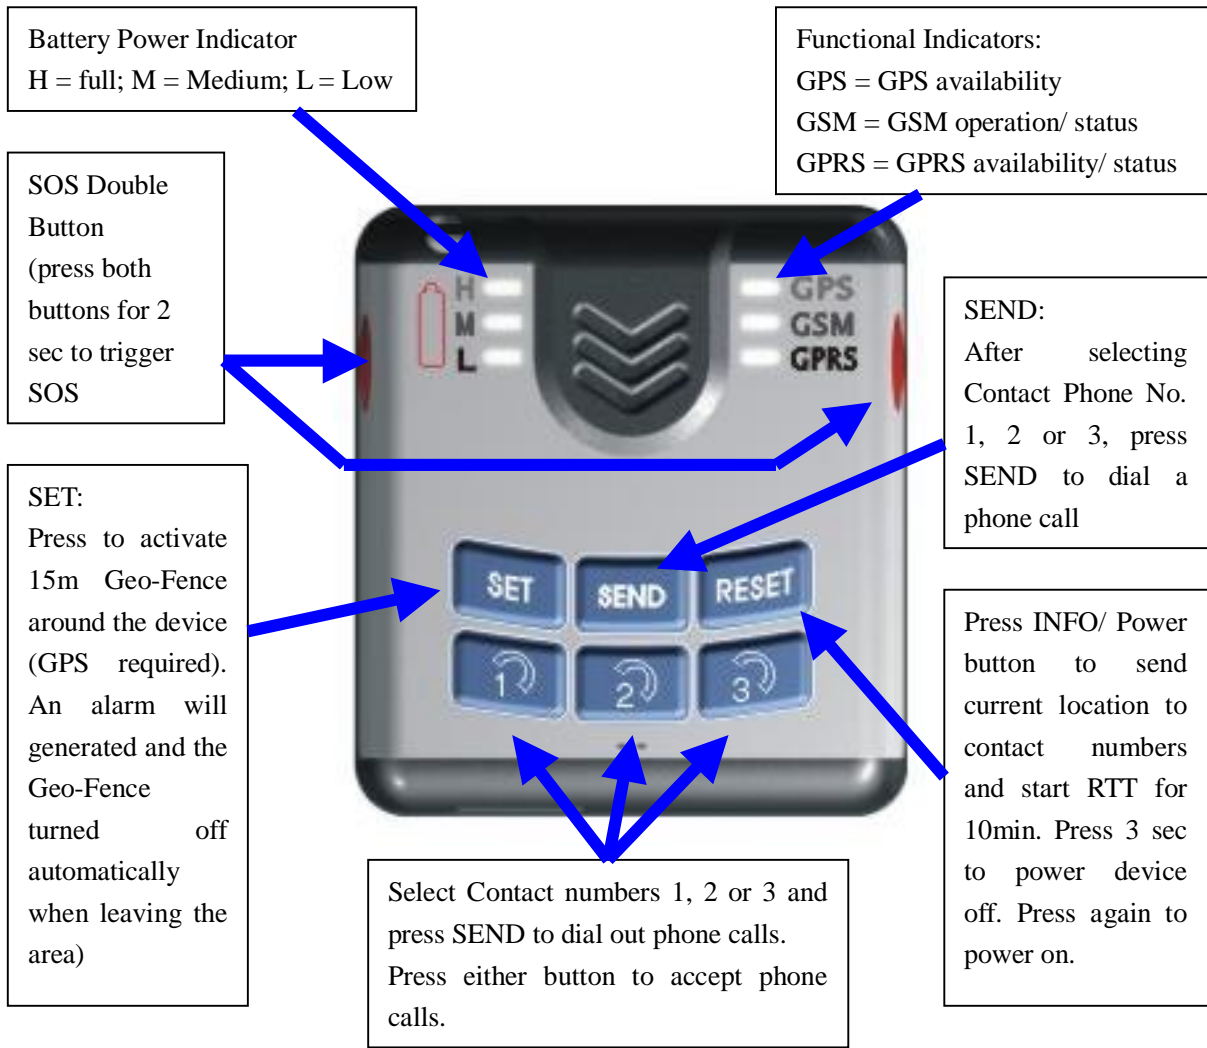 Battery Power Indicator
H = full; M = Medium; L = Low
Functional Indicators:
GPS = GPS availability
GSM = GSM operation/ status
GPRS = GPRS availability/ status
SOS Double
Button
(press both
buttons for 2
sec to trigger
SOS
H
M
L
GPS
GSM
GPRS
SEND:
After selecting
Contact Phone No.
1, 2 or 3, press
SEND to dial a
phone call
SET:
Press to activate
15m Geo-Fence
around the device
(GPS required).
An alarm will
generated and the
Geo-Fence
turned off
automatically
when leaving the
area)
SET
SEND
RESET
1
2
3
Press INFO/ Power
button to send
current location to
contact numbers
and start RTT for
10min. Press 3 sec
to power device
off. Press again to
power on.
Select Contact numbers 1, 2 or 3 and
press SEND to dial out phone calls.
Press either button to accept phone
calls.